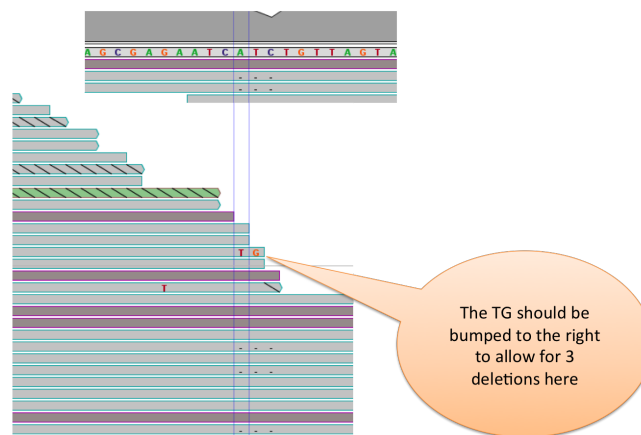 A G C G A G A A T C A T C T G T T A G T A
- - -
- - -
T G
T
- - -
- - -
- - -
The TG should be
bumped to the right
to allow for 3
deletions here